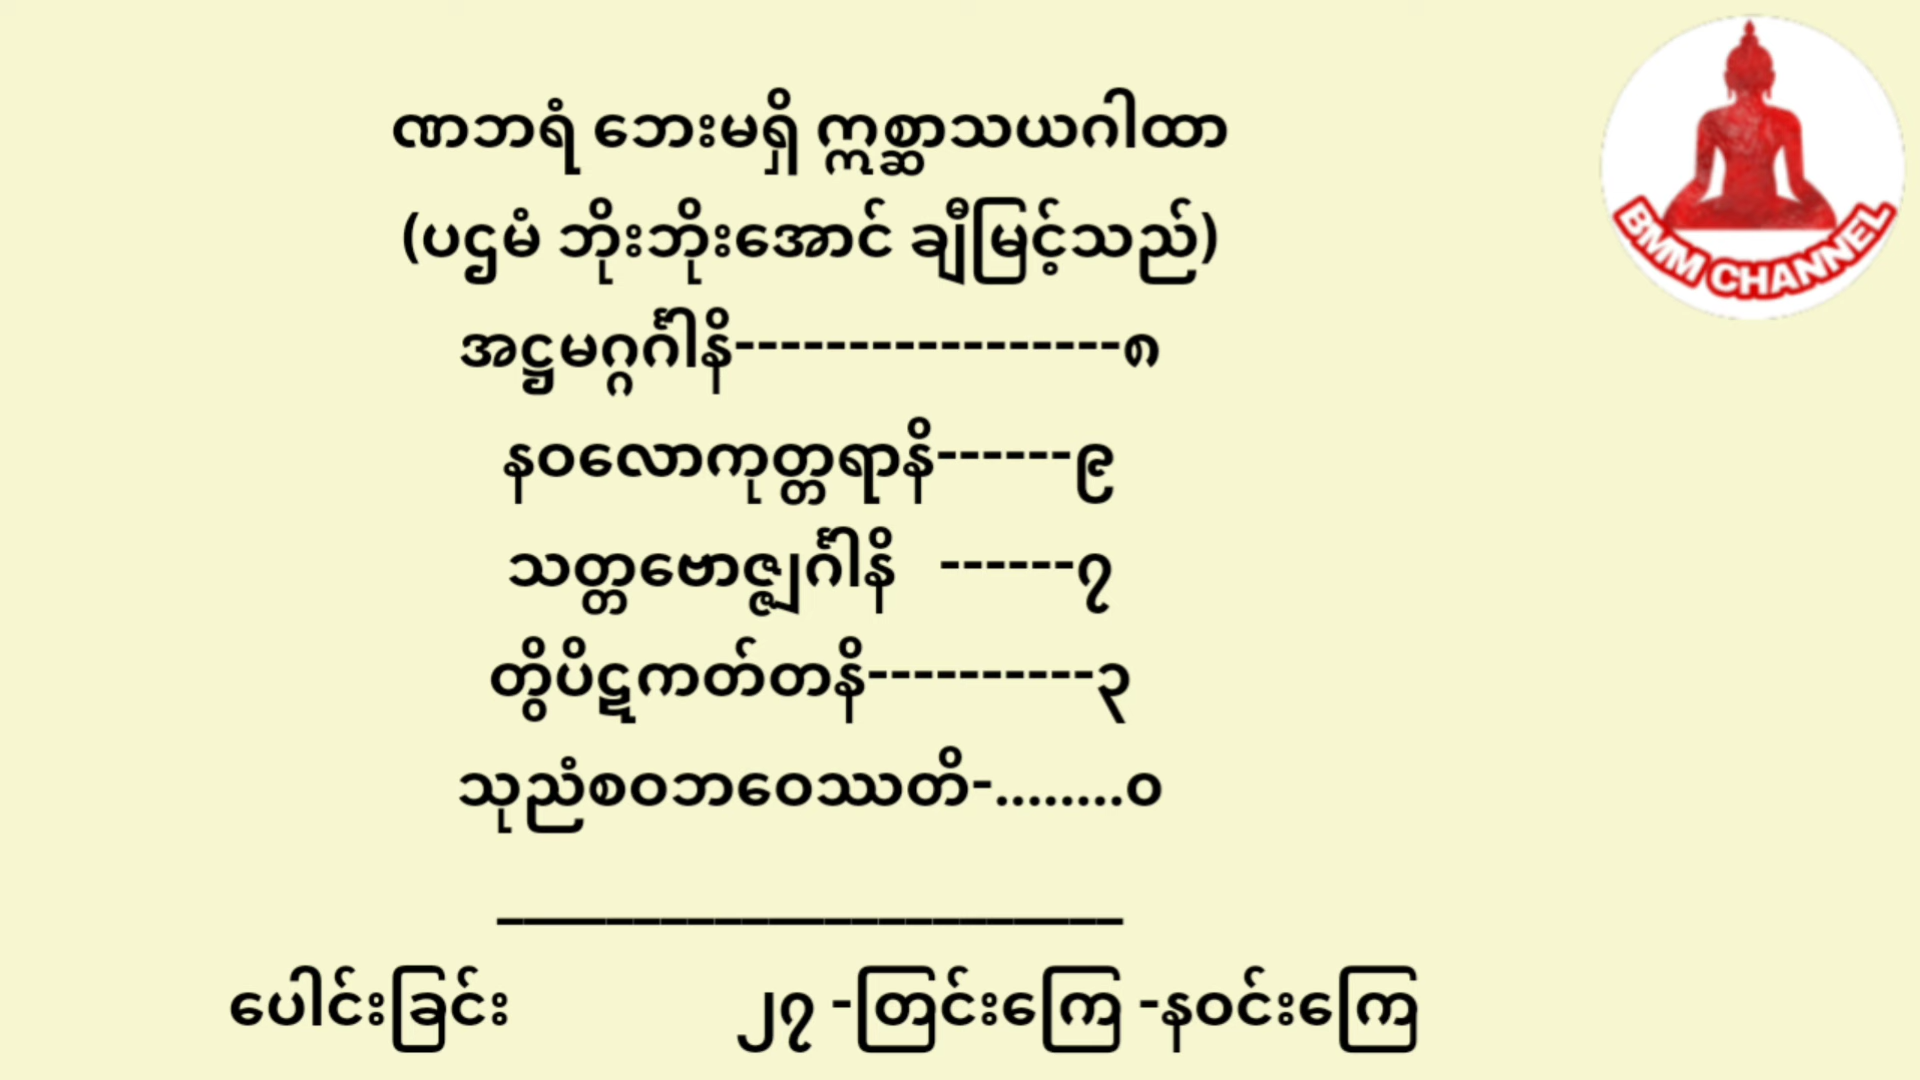 ဏဘရံ ဘေးမရှိ ဣစ္ဆာသယဂါထာ
(ပဌမံ ဘိုးဘိုးအောင် ချီမြင့်သည်)
အဋ္ဌမဂ္ဂင်္ဂါနိ-----------------၈
နဝလောကုတ္တရာနိ------၉
သတ္တဗောဇ္ဈင်္ဂါနိ ------၇
တွိပိဋကတ်တနိ----------၃
သုညံစဝဘဝေဿတိ-........၀
_______________________
ပေါင်းခြင်း ၂၇ -တြင်းကြေ -နဝင်းကြေ
BMM CHANNEL